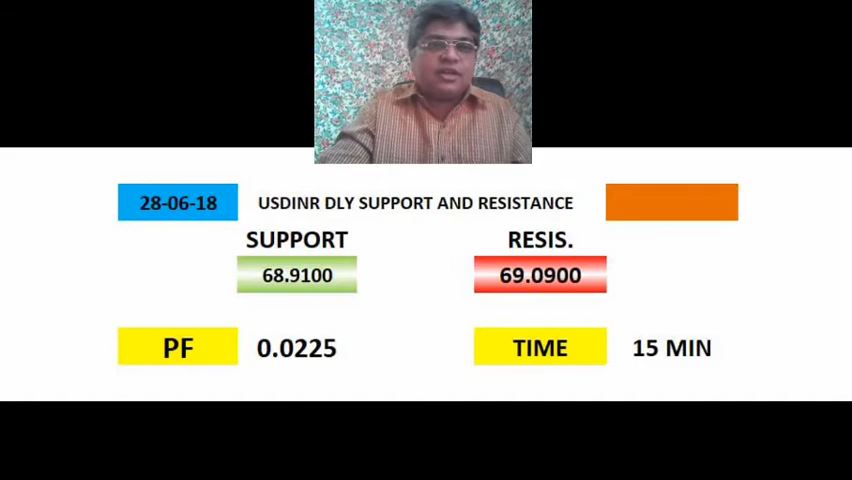 28-06-18 USDINR DLY SUPPORT AND RESISTANCE
SUPPORT RESIS.
68.9100 69.0900
PF 0.0225 TIME 15 MIN